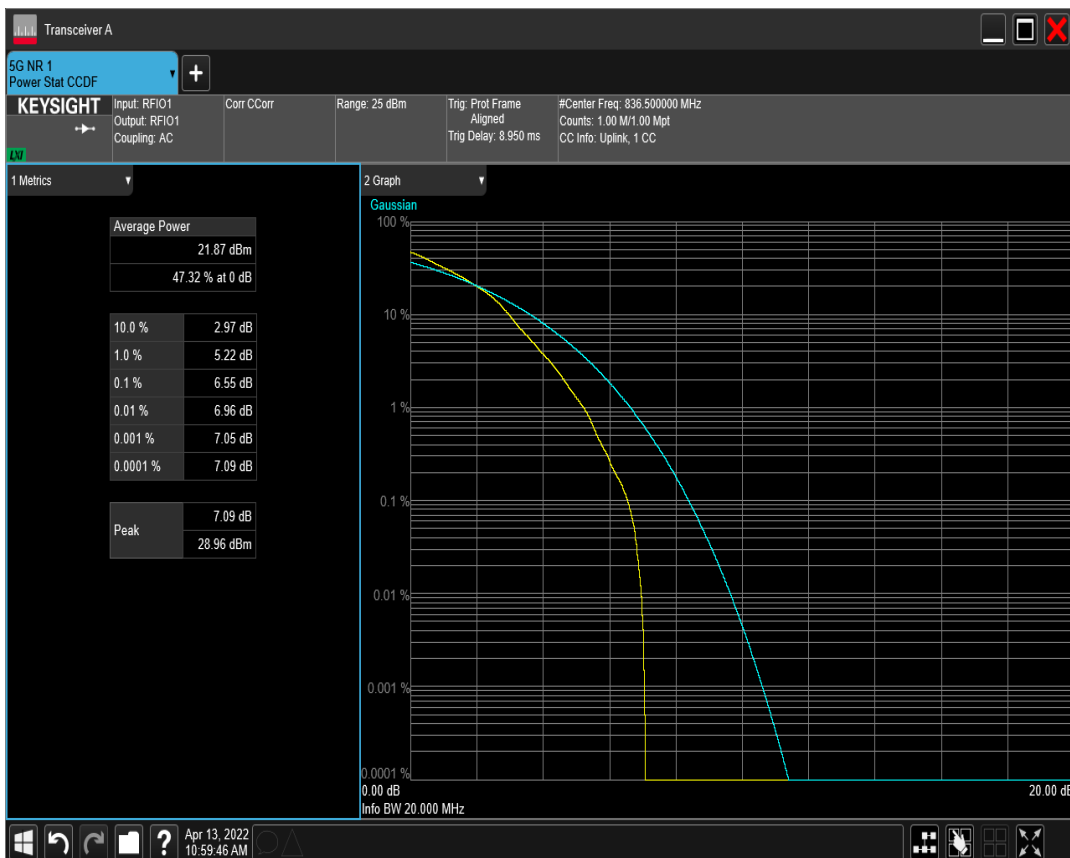 Transceiver A
5G NR 1
Power Stat CCDF
+
KEYSIGHT
LXI
Input: RFIO1
Output: RFIO1
Coupling: AC
Corr CCorr
Range: 25 dBm
Trig: Prot Frame
Aligned
Trig Delay: 8.950 ms
#Center Freq: 836.500000 MHz
Counts: 1.00 M/1.00 Mpt
CC Info: Uplink, 1 CC
1 Metrics
Average Power
21.87 dBm
47.32 % at 0 dB
10.0 % 2.97 dB
1.0 % 5.22 dB
0.1 % 6.55 dB
0.01 % 6.96 dB
0.001 % 7.05 dB
0.0001 % 7.09 dB
Peak
7.09 dB
28.96 dBm
2 Graph
Gaussian
100 %
10 %
1 %
0.1 %
0.01 %
0.001 %
0.0001 %
0.00 dB
20.00 dB
Info BW 20.000 MHz
?
Apr 13, 2022
10:59:46 AM